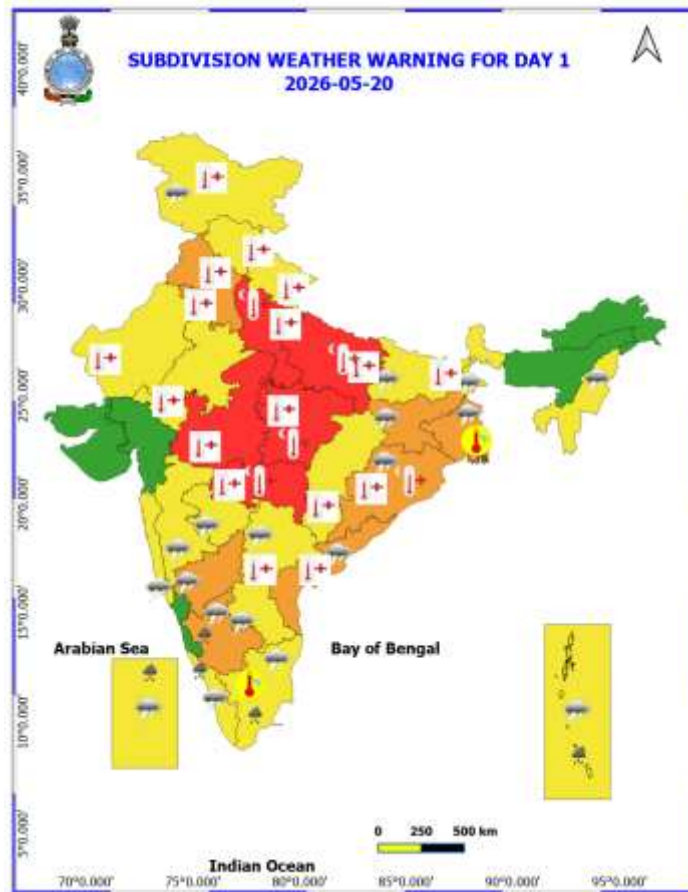 SUBDIVISION WEATHER WARNING FOR DAY 1
2026-05-20
40°0.000'
35°0.000'
30°0.000'
25°0.000'
20°0.000'
15°0.000'
Arabian Sea
Bay of Bengal
10°0.000'
5°0.000'
0 250 500 km
Indian Ocean
70°0.000' 75°0.000' 80°0.000' 85°0.000' 90°0.000' 95°0.000'